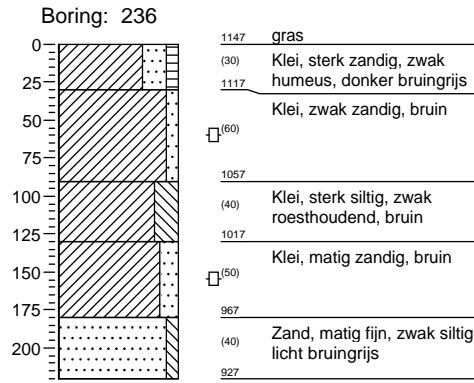 Boring: 236
0
25
50
75
100
125
150
175
200
1147 gras
(30) Klei, sterk zandig, zwak
humeus, donker bruingrijs
1117
Klei, zwak zandig, bruin
(60)
1057
Klei, sterk siltig, zwak
(40)
roesthoudend, bruin
1017
Klei, matig zandig, bruin
(50)
967
Zand, matig fijn, zwak siltig
(40)
licht bruingrijs
927